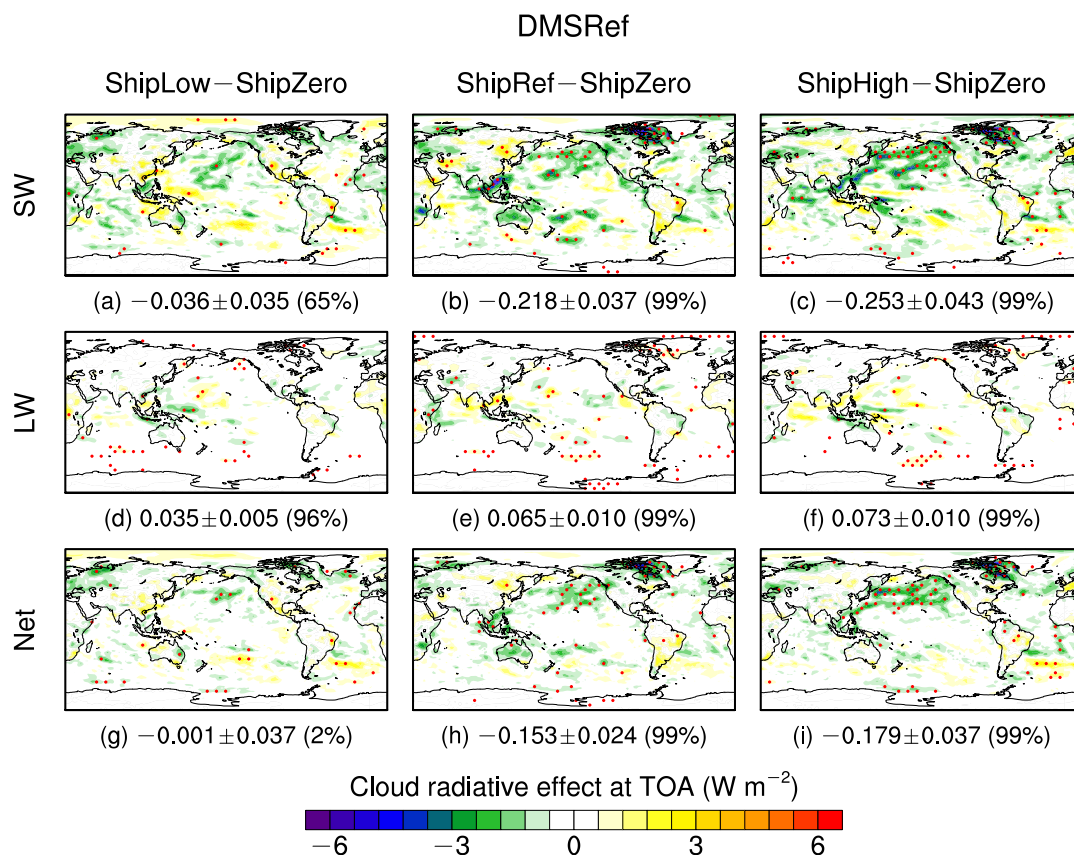 DMSRef
ShipLow−ShipZero ShipRef−ShipZero ShipHigh−ShipZero
SW
(a) −0.036±0.035 (65%) (b) −0.218±0.037 (99%) (c) −0.253±0.043 (99%)
LW
(d) 0.035±0.005 (96%) (e) 0.065±0.010 (99%) (f) 0.073±0.010 (99%)
Net
(g) −0.001±0.037 (2%) (h) −0.153±0.024 (99%) (i) −0.179±0.037 (99%)
Cloud radiative effect at TOA (W m⁻²)
−6 −3 0 3 6